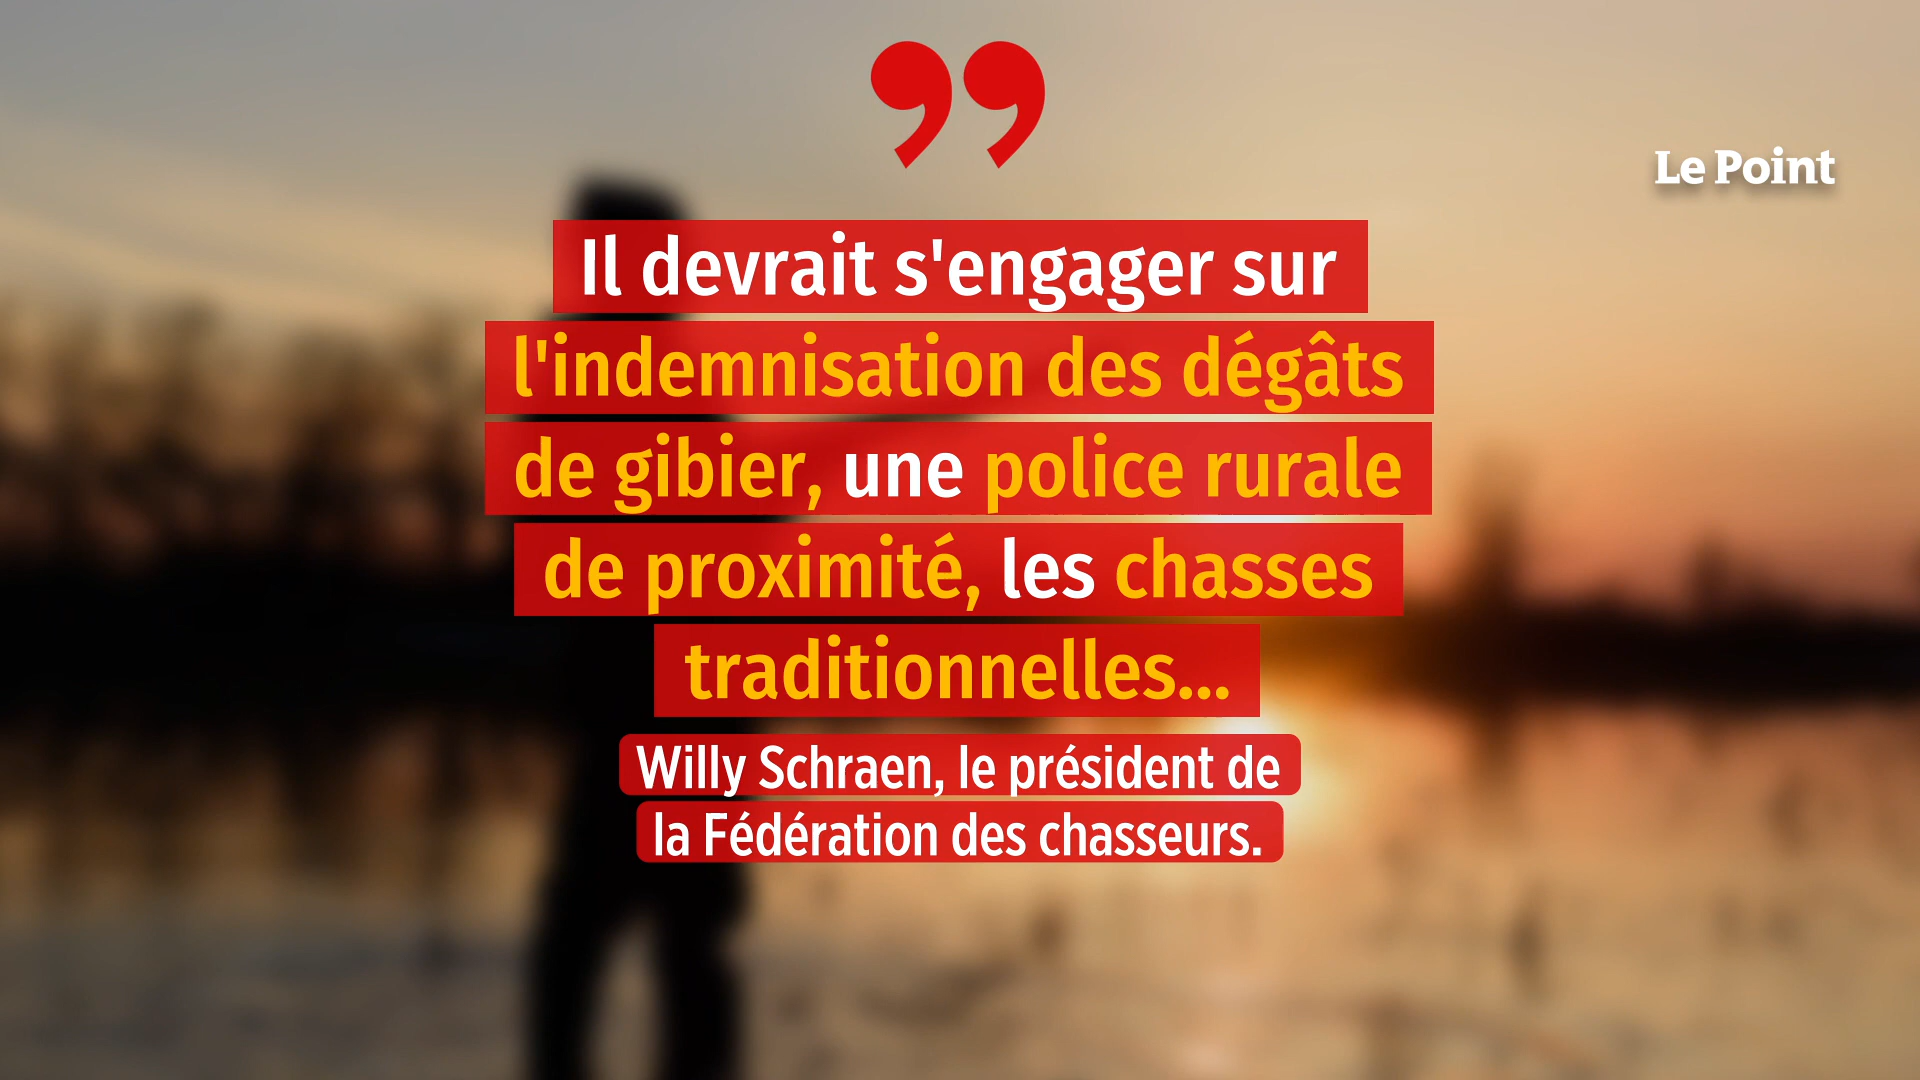 Le Point
Il devrait s'engager sur
l'indemnisation des dégâts
de gibier, une police rurale
de proximité, les chasses
traditionnelles...
Willy Schraen, le président de
la Fédération des chasseurs.